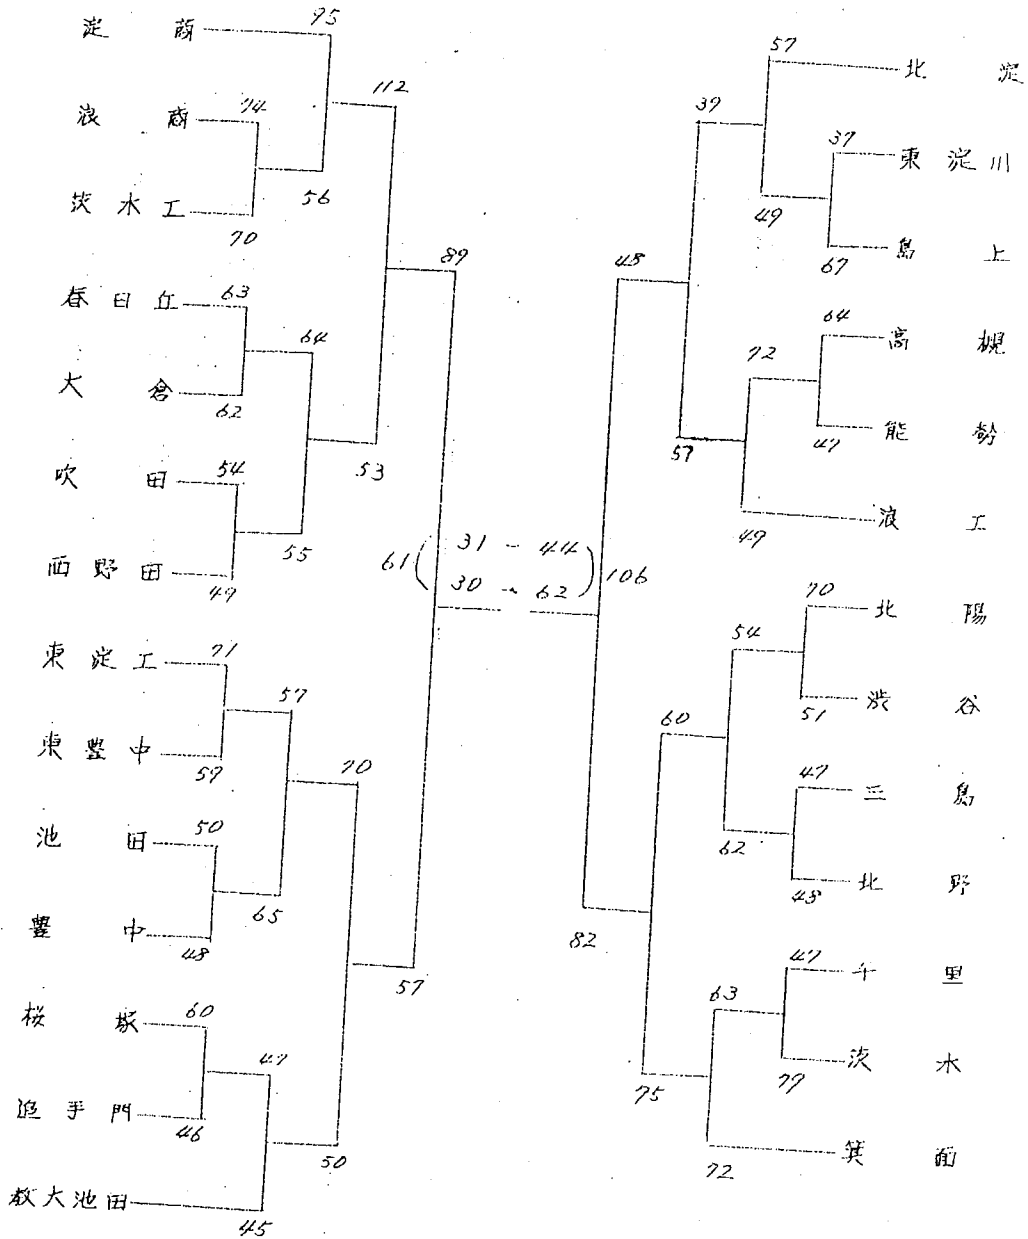 淀商 95
112
浪商 74
56
茨木工 70
89
春日丘 63
64
大倉 62
53
吹田 54
55
西野田 49
東淀工 71
57
東豊中 59
70
池田 50
65
豊中 48
57
桜塚 60
47
追手門 46
50
教大池田 45
61 ( 31 - 44 ) 106
30 - 62
57 北淀
39
37 東淀川
49
67 島上
48
64 高槻
72
47 能勢
57
49 浪工
70 北陽
54
51 渋谷
60
47 三島
62
48 北野
82
47 千里
63
77 茨木
75
72 箕面